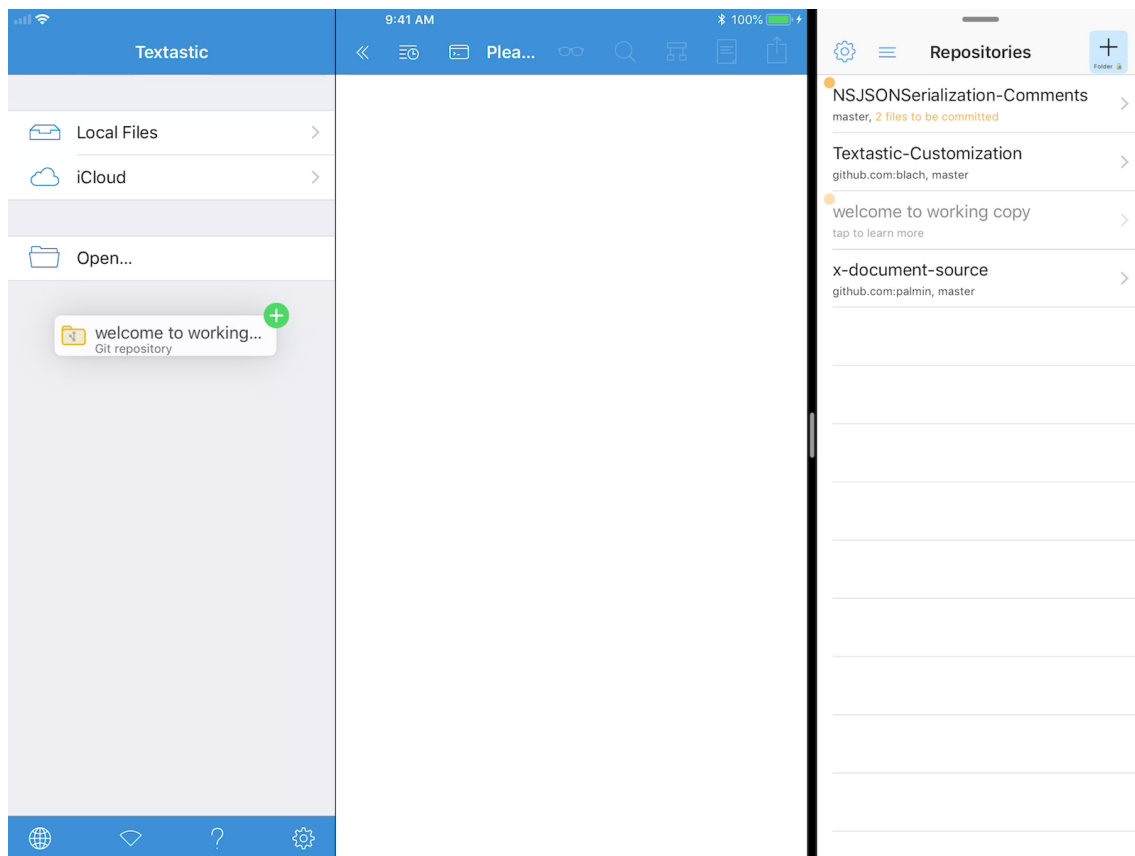 9:41 AM
100%
Textastic
Plea...
Local Files
iCloud
Open...
welcome to working...
Git repository
Repositories
Folder
NSJSONSerialization-Comments
master, 2 files to be committed
Textastic-Customization
github.com:blach, master
welcome to working copy
tap to learn more
x-document-source
github.com:palmin, master